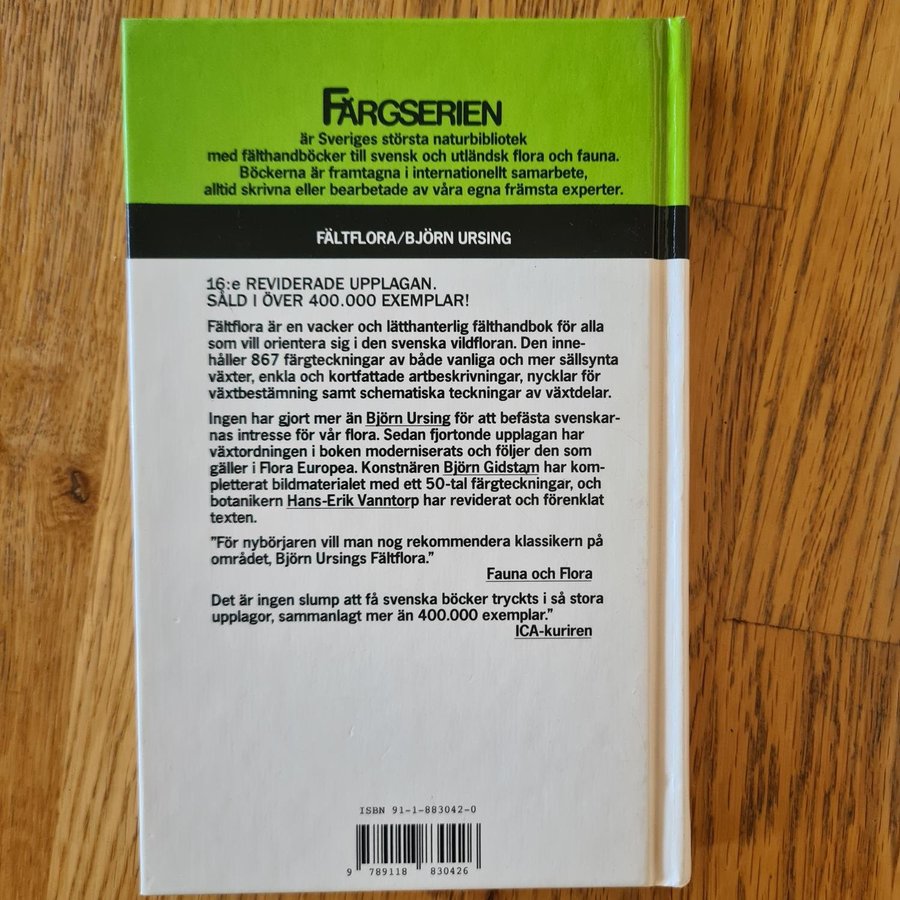 FÄRGSERIEN
är Sveriges största naturbibliotek
med fälthandböcker till svensk och utländsk flora och fauna.
Böckerna är framtagna i internationellt samarbete,
alltid skrivna eller bearbetade av våra egna främsta experter.
FÄLTFLORA/BJÖRN URSING
16:e REVIDERADE UPPLAGAN.
SÅLD I ÖVER 400.000 EXEMPLAR!
Fältflora är en vacker och lätthanterlig fälthandbok för alla
som vill orientera sig i den svenska vildfloran. Den inne-
håller 867 färgteckningar av både vanliga och mer sällsynta
växter, enkla och kortfattade artbeskrivningar, nycklar för
växtbestämning samt schematiska teckningar av växtdelar.
Ingen har gjort mer än Björn Ursing för att befästa svenskar-
nas intresse för vår flora. Sedan fjortonde upplagan har
växtordningen i boken moderniserats och följer den som
gäller i Flora Europea. Konstnären Björn Gidstam har kom-
pletterat bildmaterialet med ett 50-tal färgteckningar, och
botanikern Hans-Erik Vanntorp har reviderat och förenklat
texten.
"För nybörjaren vill man nog rekommendera klassikern på
området, Björn Ursings Fältflora."
Fauna och Flora
Det är ingen slump att få svenska böcker tryckts i så stora
upplagor, sammanlagt mer än 400.000 exemplar."
ICA-kuriren
ISBN 91-1-883042-0
9 789118 830426